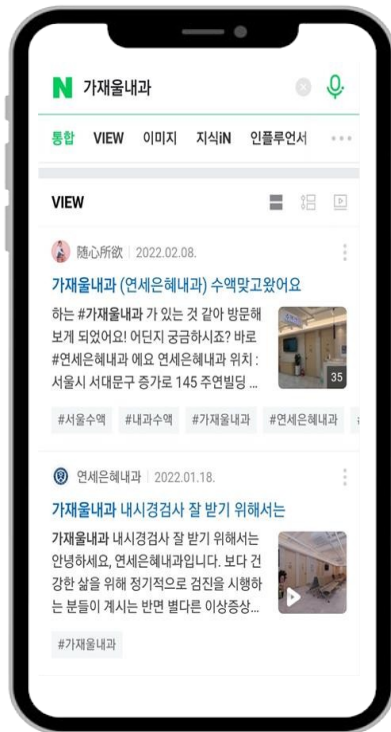 N 가재울내과
통합 VIEW 이미지 지식iN 인플루언서
VIEW
随心所欲 2022.02.08.
가재울내과 (연세은혜내과) 수액맞고왔어요
하는 #가재울내과 가 있는 것 같아 방문해
보게 되었어요! 어딘지 궁금하시죠? 바로
#연세은혜내과 에요 연세은혜내과 위치 :
서울시 서대문구 증가로 145 주연빌딩 ...
35
#서울수액 #내과수액 #가재울내과 #연세은혜내과
연세은혜내과 2022.01.18.
가재울내과 내시경검사 잘 받기 위해서는
가재울내과 내시경검사 잘 받기 위해서는
안녕하세요, 연세은혜내과입니다. 보다 건
강한 삶을 위해 정기적으로 검진을 시행하
는 분들이 계시는 반면 별다른 이상증상...
#가재울내과